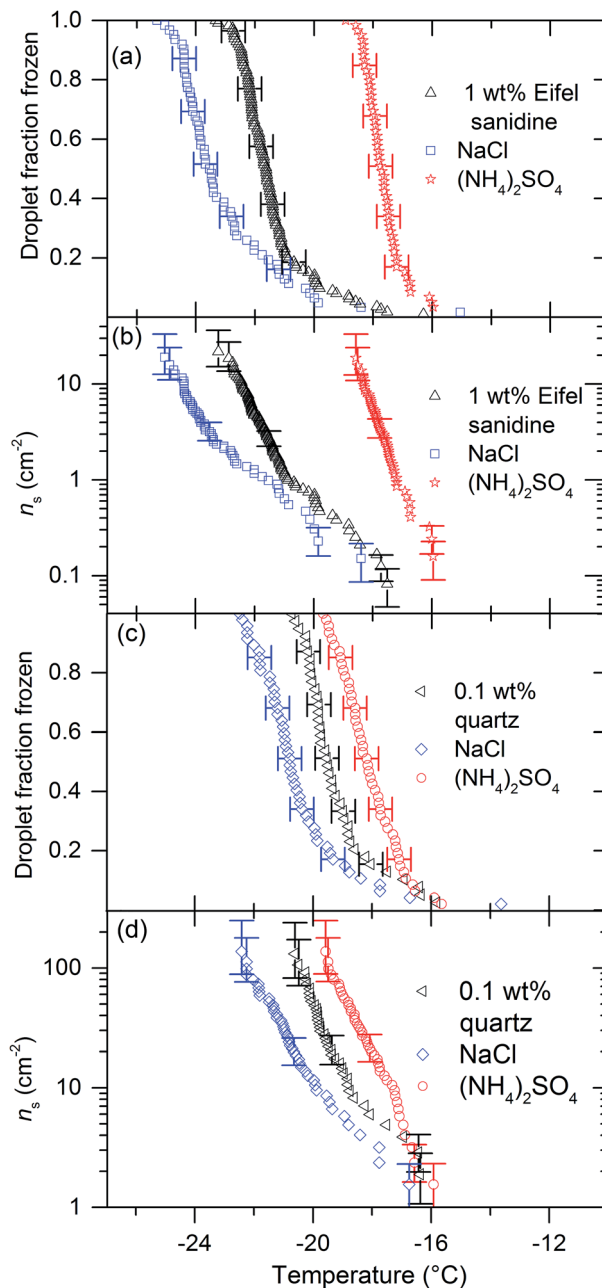 1.0
(a)
0.8
0.6
0.4
0.2
Droplet fraction frozen
1 wt% Eifel
sanidine
NaCl
(NH₄)₂SO₄
(b)
10
1
0.1
nₛ (cm⁻²)
1 wt% Eifel
sanidine
NaCl
(NH₄)₂SO₄
(c)
0.8
0.6
0.4
0.2
Droplet fraction frozen
0.1 wt%
quartz
NaCl
(NH₄)₂SO₄
(d)
100
10
1
nₛ (cm⁻²)
0.1 wt%
quartz
NaCl
(NH₄)₂SO₄
-24 -20 -16 -12
Temperature (°C)